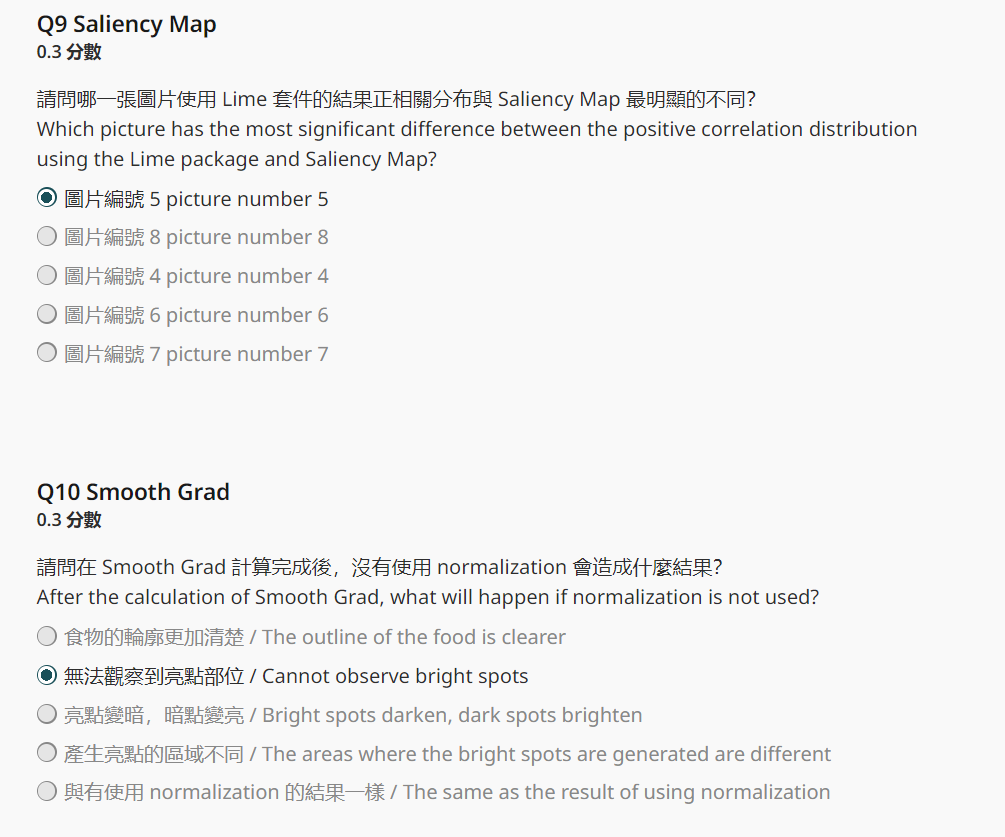 Q9 Saliency Map
0.3 分數
請問哪一張圖片使用 Lime 套件的結果正相關分布與 Saliency Map 最明顯的不同？
Which picture has the most significant difference between the positive correlation distribution
using the Lime package and Saliency Map?
圖片編號 5 picture number 5
圖片編號 8 picture number 8
圖片編號 4 picture number 4
圖片編號 6 picture number 6
圖片編號 7 picture number 7
Q10 Smooth Grad
0.3 分數
請問在 Smooth Grad 計算完成後，沒有使用 normalization 會造成什麼結果？
After the calculation of Smooth Grad, what will happen if normalization is not used?
食物的輪廓更加清楚 / The outline of the food is clearer
無法觀察到亮點部位 / Cannot observe bright spots
亮點變暗，暗點變亮 / Bright spots darken, dark spots brighten
產生亮點的區域不同 / The areas where the bright spots are generated are different
與有使用 normalization 的結果一樣 / The same as the result of using normalization